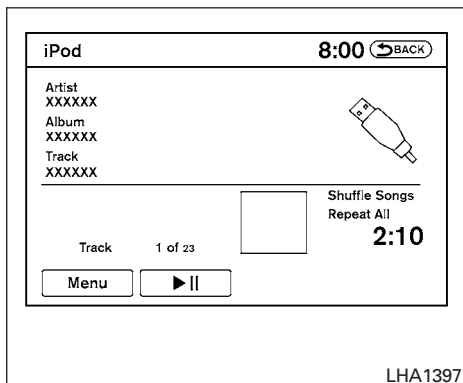 iPod 8:00 BACK
Artist
XXXXXX
Album
XXXXXX
Track
XXXXXX
Shuffle Songs
Repeat All
2:10
Track 1 of 23
Menu
LHA1397